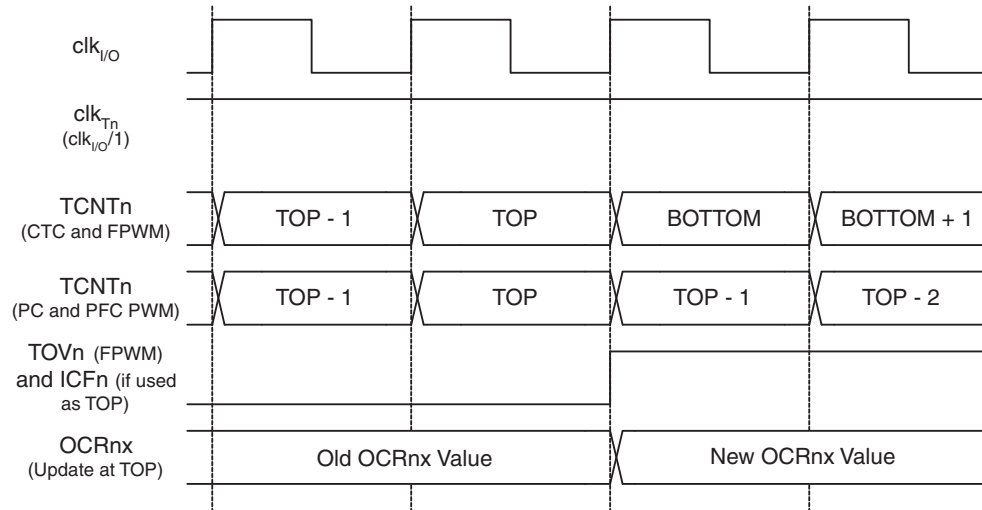 clkI/O
clkTn
(clkI/O/1)
TCNTn
(CTC and FPWM)
TOP - 1
TOP
BOTTOM
BOTTOM + 1
TCNTn
(PC and PFC PWM)
TOP - 1
TOP
TOP - 1
TOP - 2
TOVn (FPWM)
and ICFn (if used
as TOP)
OCRnx
(Update at TOP)
Old OCRnx Value
New OCRnx Value